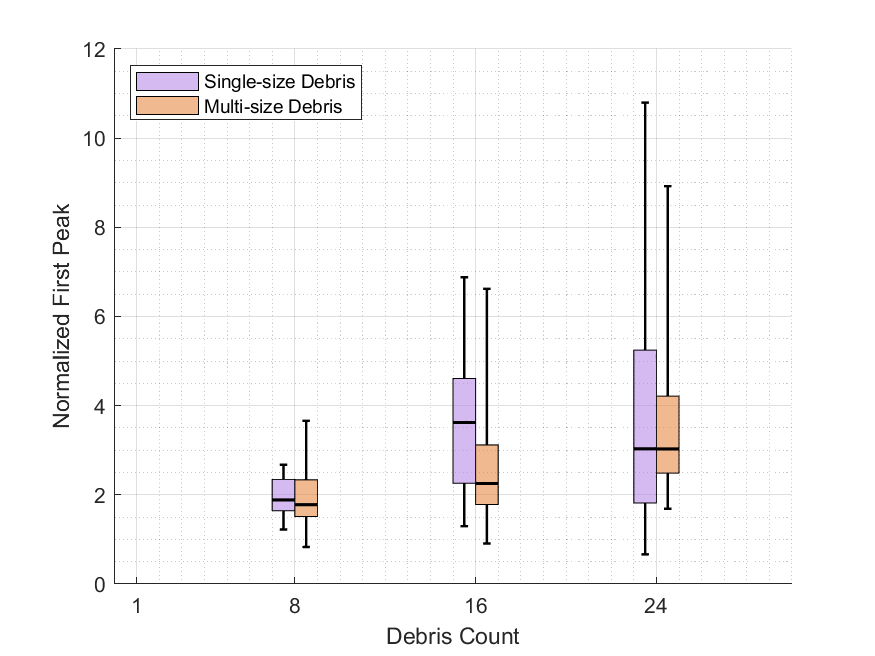 12
10
8
6
4
2
0
Normalized First Peak
Single-size Debris
Multi-size Debris
1 8 16 24
Debris Count